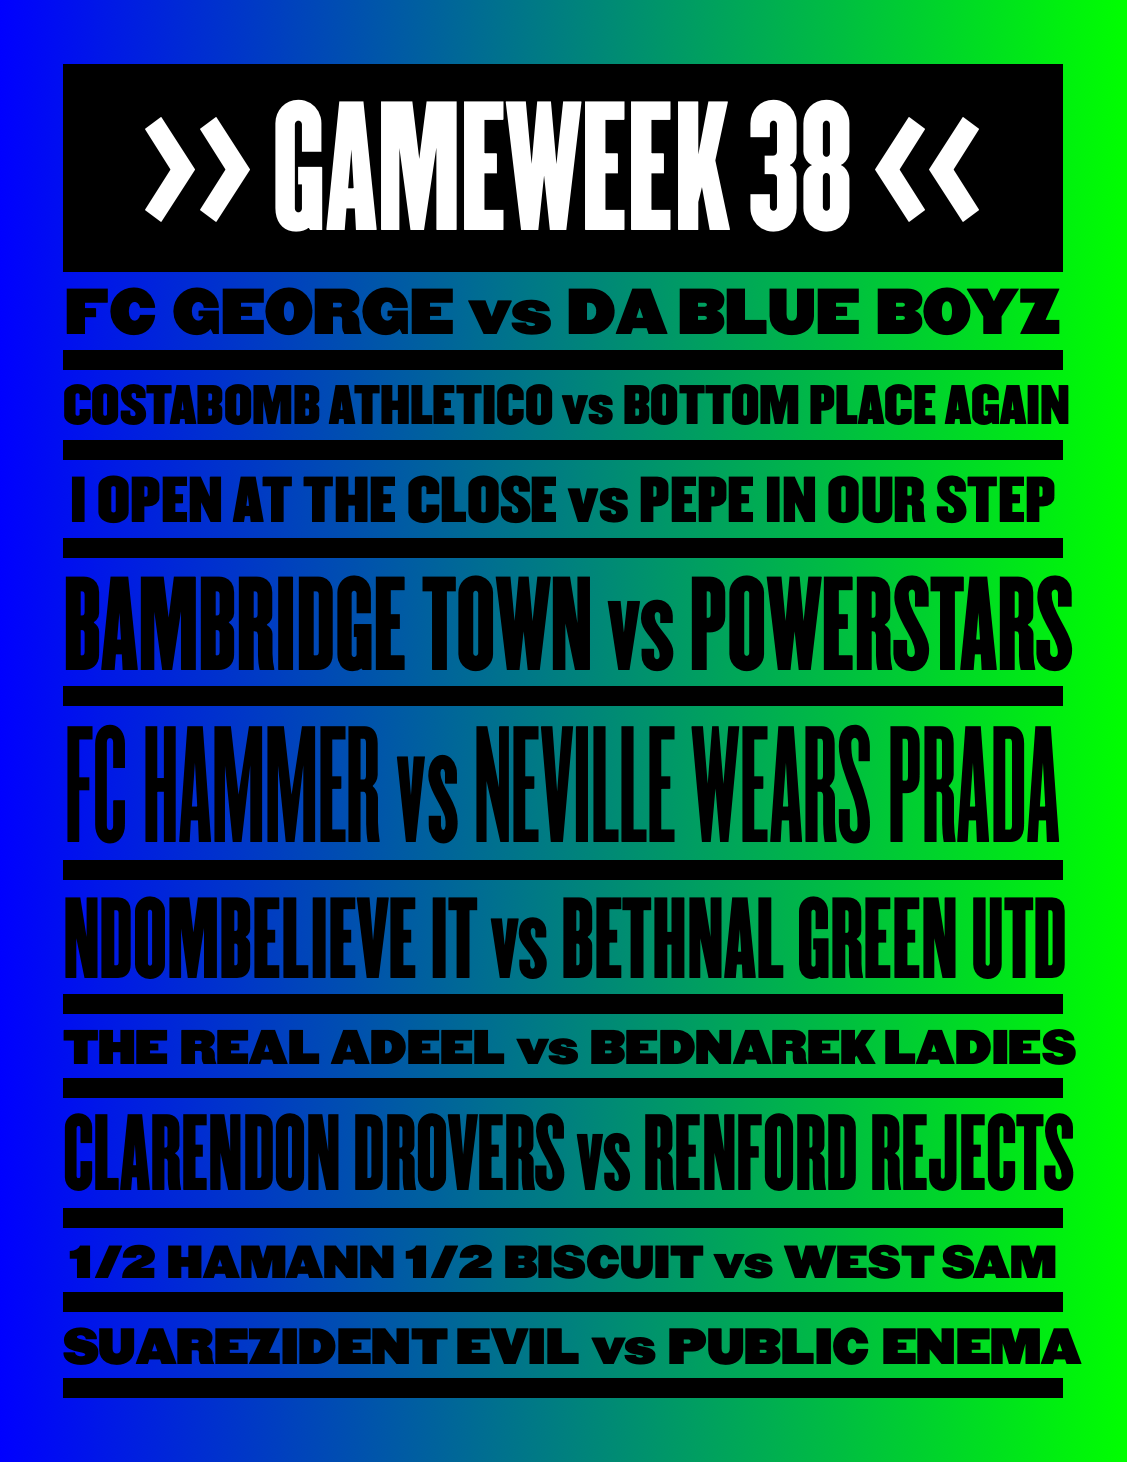 >> GAMEWEEK 38 <<
FC GEORGE vs DA BLUE BOYZ
COSTABOMB ATHLETICO vs BOTTOM PLACE AGAIN
I OPEN AT THE CLOSE vs PEPE IN OUR STEP
BAMBRIDGE TOWN vs POWERSTARS
FC HAMMER vs NEVILLE WEARS PRADA
NDOMBELIEVE IT vs BETHNAL GREEN UTD
THE REAL ADEEL vs BEDNAREK LADIES
CLARENDON DROVERS vs RENFORD REJECTS
1/2 HAMANN 1/2 BISCUIT vs WEST SAM
SUAREZIDENT EVIL vs PUBLIC ENEMA